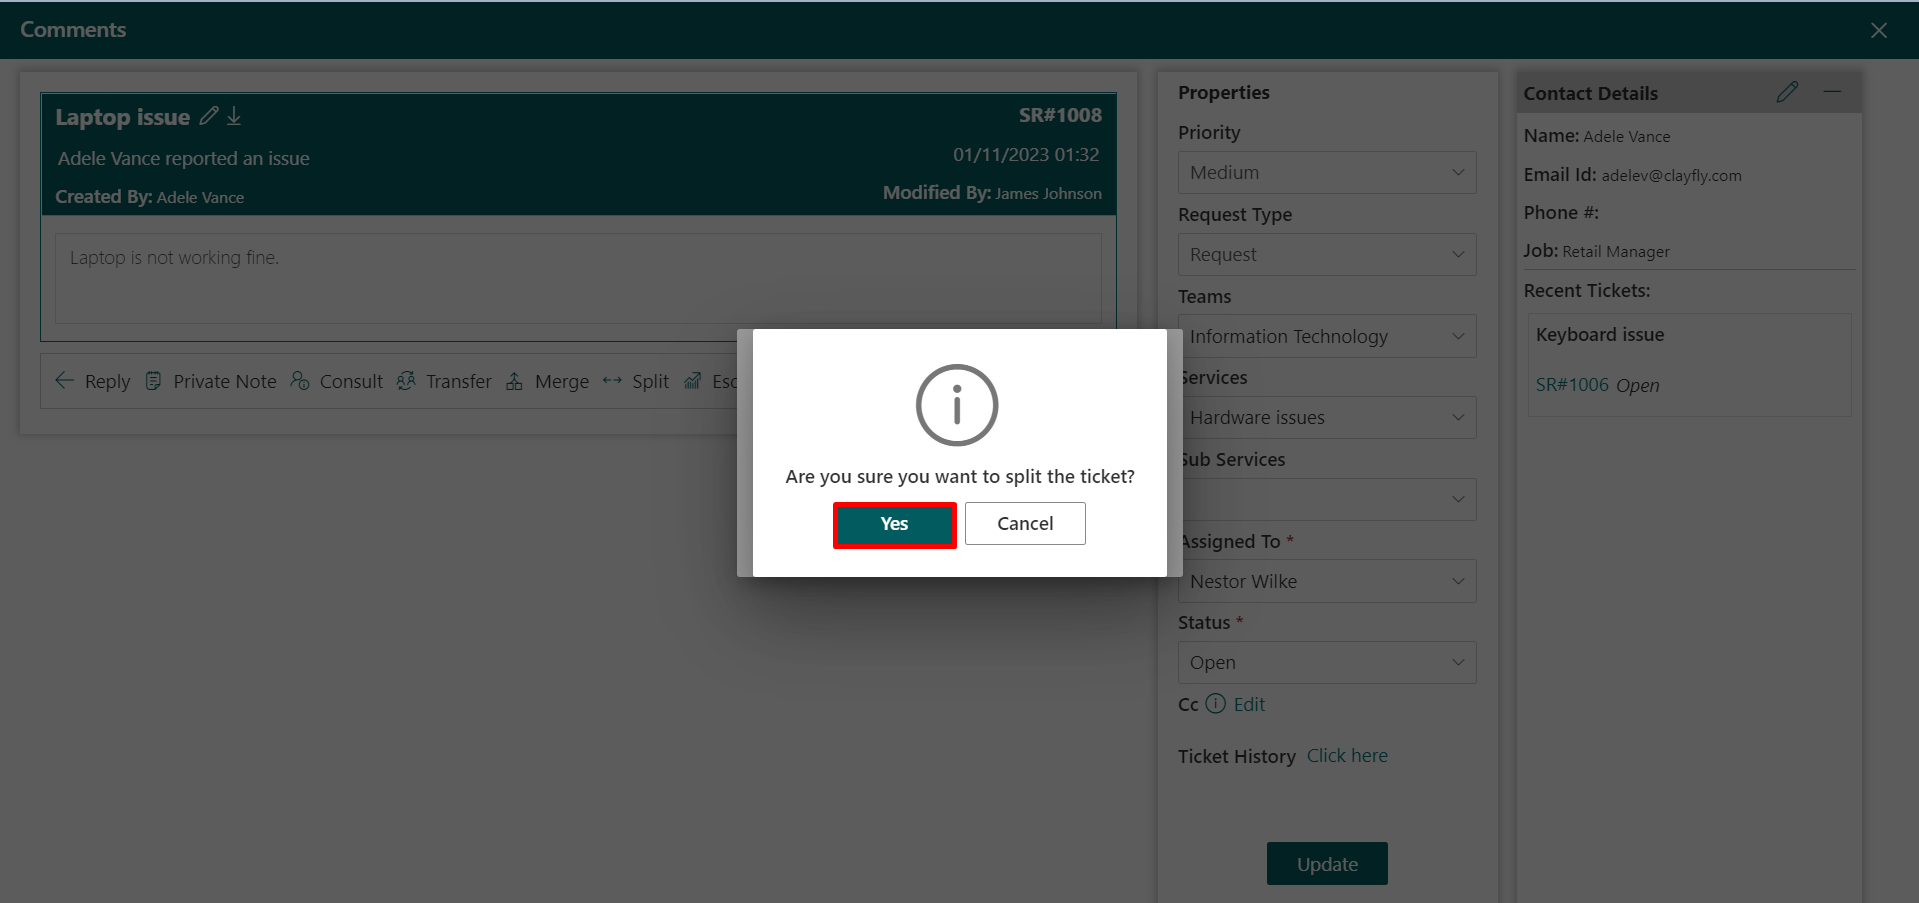 Comments
Laptop issue
SR#1008
Adele Vance reported an issue
01/11/2023 01:32
Created By: Adele Vance
Modified By: James Johnson
Laptop is not working fine.
Reply Private Note Consult Transfer Merge Split Esc
Are you sure you want to split the ticket?
Yes Cancel
Properties
Priority
Medium
Request Type
Request
Teams
Information Technology
Services
Hardware issues
Sub Services
Assigned To *
Nestor Wilke
Status *
Open
Cc Edit
Ticket History Click here
Update
Contact Details
Name: Adele Vance
Email Id: adelev@clayfly.com
Phone #:
Job: Retail Manager
Recent Tickets:
Keyboard issue
SR#1006 Open